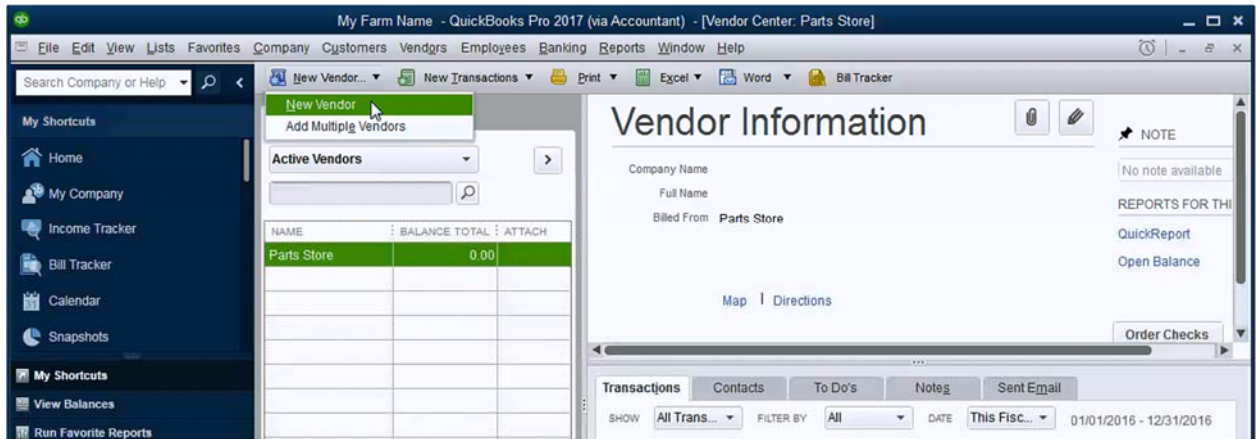 qb My Farm Name - QuickBooks Pro 2017 (via Accountant) - [Vendor Center: Parts Store]
File Edit View Lists Favorites Company Customers Vendors Employees Banking Reports Window Help
Search Company or Help New Vendor... New Transactions Print Excel Word Bill Tracker
New Vendor
Add Multiple Vendors
My Shortcuts
Home
My Company
Income Tracker
Bill Tracker
Calendar
Snapshots
My Shortcuts
View Balances
Run Favorite Reports
Active Vendors
NAME BALANCE TOTAL ATTACH
Parts Store 0.00
Vendor Information
Company Name
Full Name
Billed From Parts Store
Map | Directions
NOTE
No note available
REPORTS FOR THI
QuickReport
Open Balance
Order Checks
Transactions Contacts To Do's Notes Sent Email
SHOW All Trans... FILTER BY All DATE This Fisc... 01/01/2016 - 12/31/2016